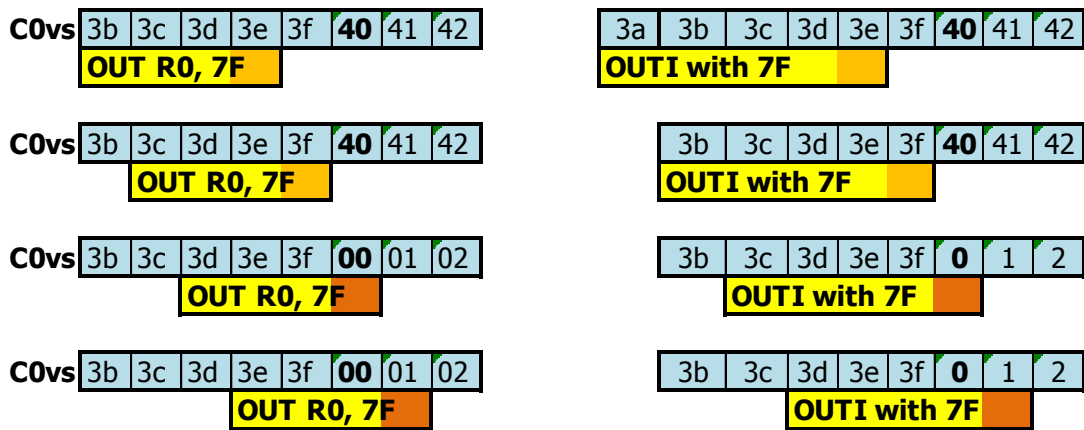 C0vs 3b 3c 3d 3e 3f 40 41 42 3a 3b 3c 3d 3e 3f 40 41 42
OUT R0, 7F OUTI with 7F
C0vs 3b 3c 3d 3e 3f 40 41 42 3b 3c 3d 3e 3f 40 41 42
OUT R0, 7F OUTI with 7F
C0vs 3b 3c 3d 3e 3f 00 01 02 3b 3c 3d 3e 3f 0 1 2
OUT R0, 7F OUTI with 7F
C0vs 3b 3c 3d 3e 3f 00 01 02 3b 3c 3d 3e 3f 0 1 2
OUT R0, 7F OUTI with 7F